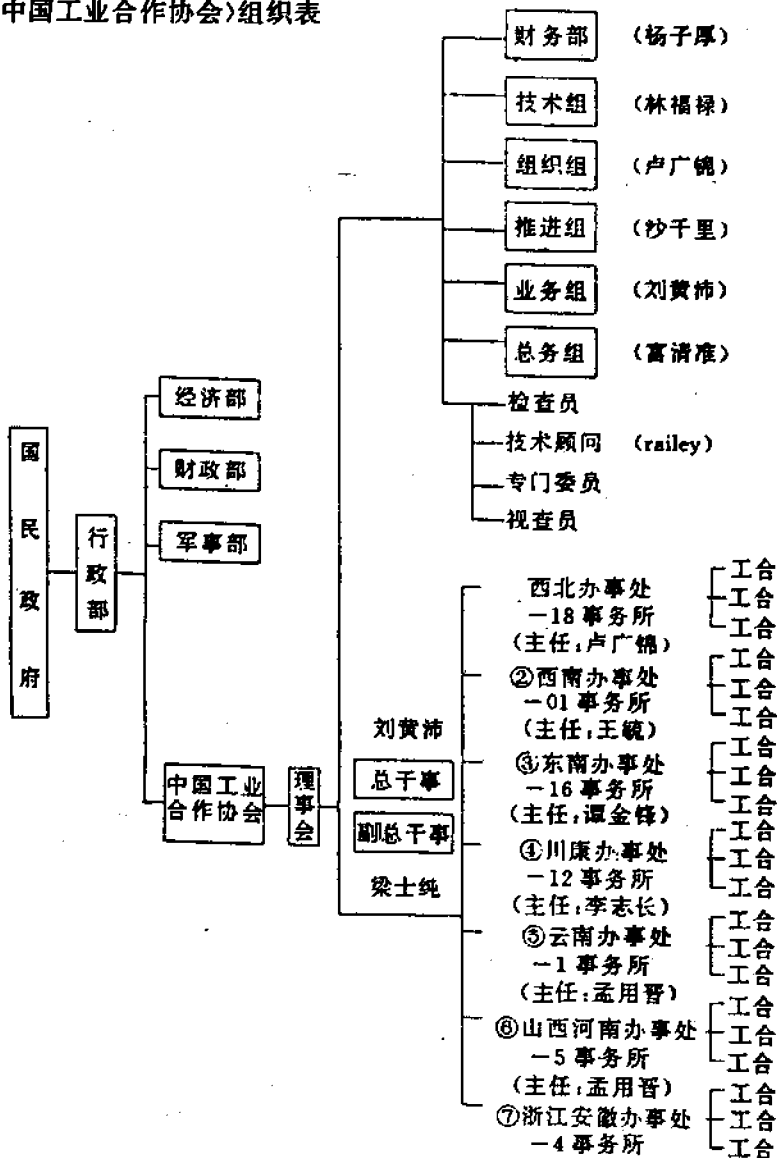 中国工业合作协会〉组织表
财务部 (杨子厚)
技术组 (林福禄)
组织组 (卢广锦)
推进组 (沙千里)
业务组 (刘黄沛)
总务组 (富清准)
检查员
技术顾问 (railey)
专门委员
视查员
国民政府
行政部
经济部
财政部
军事部
中国工业
合作协会
理事会
刘黄沛
总干事
副总干事
梁士纯
西北办事处
-18 事务所
(主任:卢广锦)
工合
工合
工合
②西南办事处
-01 事务所
(主任:王毓)
工合
工合
工合
③东南办事处
-16 事务所
(主任:谭金锋)
工合
工合
工合
④川康办事处
-12 事务所
(主任:李志长)
工合
工合
工合
⑤云南办事处
-1 事务所
(主任:孟用晋)
工合
工合
工合
⑥山西河南办事处
-5 事务所
(主任:孟用晋)
工合
工合
工合
⑦浙江安徽办事处
-4 事务所
工合
工合
工合